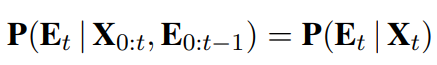 P(E_t | X_{0:t}, E_{0:t−1}) = P(E_t | X_t)